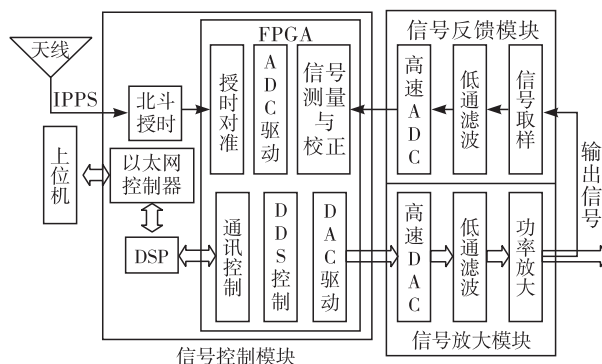 天线
IPPS
北斗授时
上位机
以太网控制器
DSP
FPGA
授时对准
ADC驱动
信号测量与校正
通讯控制
DDS控制
DAC驱动
信号控制模块
信号反馈模块
高速ADC
低通滤波
信号取样
高速DAC
低通滤波
功率放大
信号放大模块
输出信号